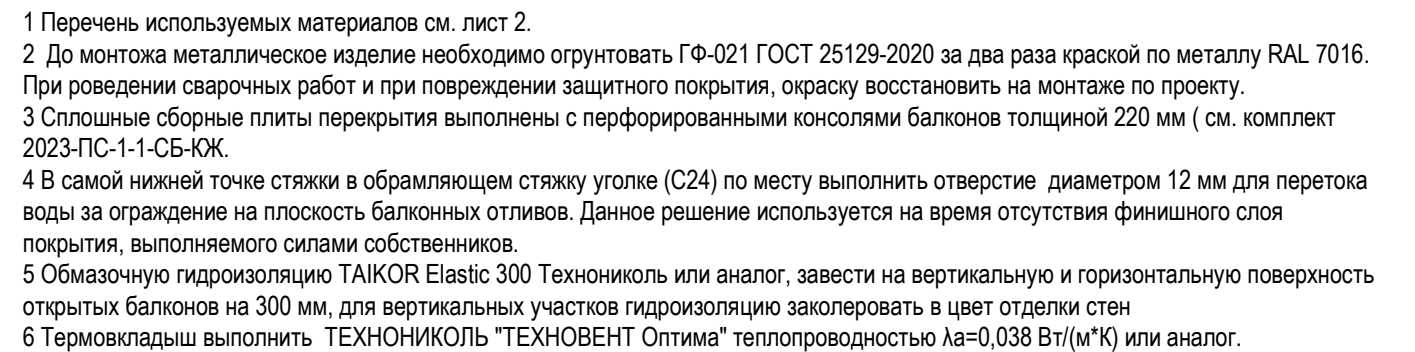 1 Перечень используемых материалов см. лист 2.
2  До монтожа металлическое изделие необходимо огрунтовать ГФ-021 ГОСТ 25129-2020 за два раза краской по металлу RAL 7016.
При роведении сварочных работ и при повреждении защитного покрытия, окраску восстановить на монтаже по проекту.
3 Сплошные сборные плиты перекрытия выполнены с перфорированными консолями балконов толщиной 220 мм ( см. комплект
2023-ПС-1-1-СБ-КЖ.
4 В самой нижней точке стяжки в обрамляющем стяжку уголке (С24) по месту выполнить отверстие  диаметром 12 мм для перетока
воды за ограждение на плоскость балконных отливов. Данное решение используется на время отсутствия финишного слоя
покрытия, выполняемого силами собственников.
5 Обмазочную гидроизоляцию TAIKOR Elastic 300 Технониколь или аналог, завести на вертикальную и горизонтальную поверхность
открытых балконов на 300 мм, для вертикальных участков гидроизоляцию заколеровать в цвет отделки стен
6 Термовкладыш выполнить  ТЕХНОНИКОЛЬ "ТЕХНОВЕНТ Оптима" теплопроводностью λа=0,038 Вт/(м*К) или аналог.